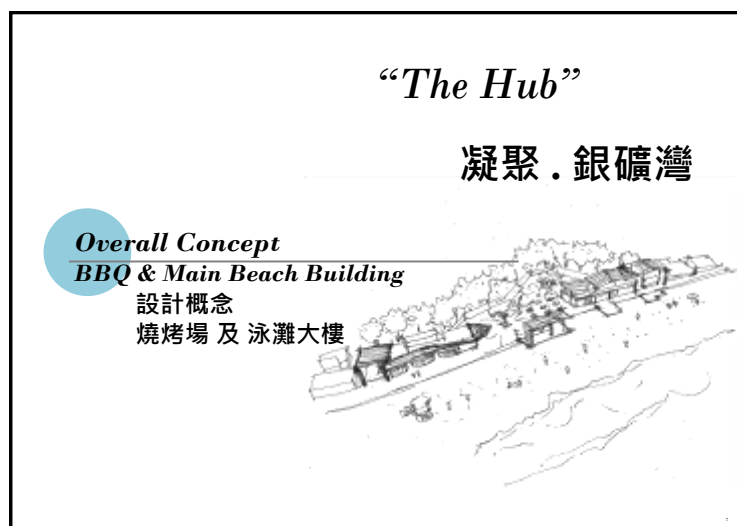 “The Hub”
凝聚 . 銀礦灣
Overall Concept
BBQ & Main Beach Building
設計概念
燒烤場 及 泳灘大樓